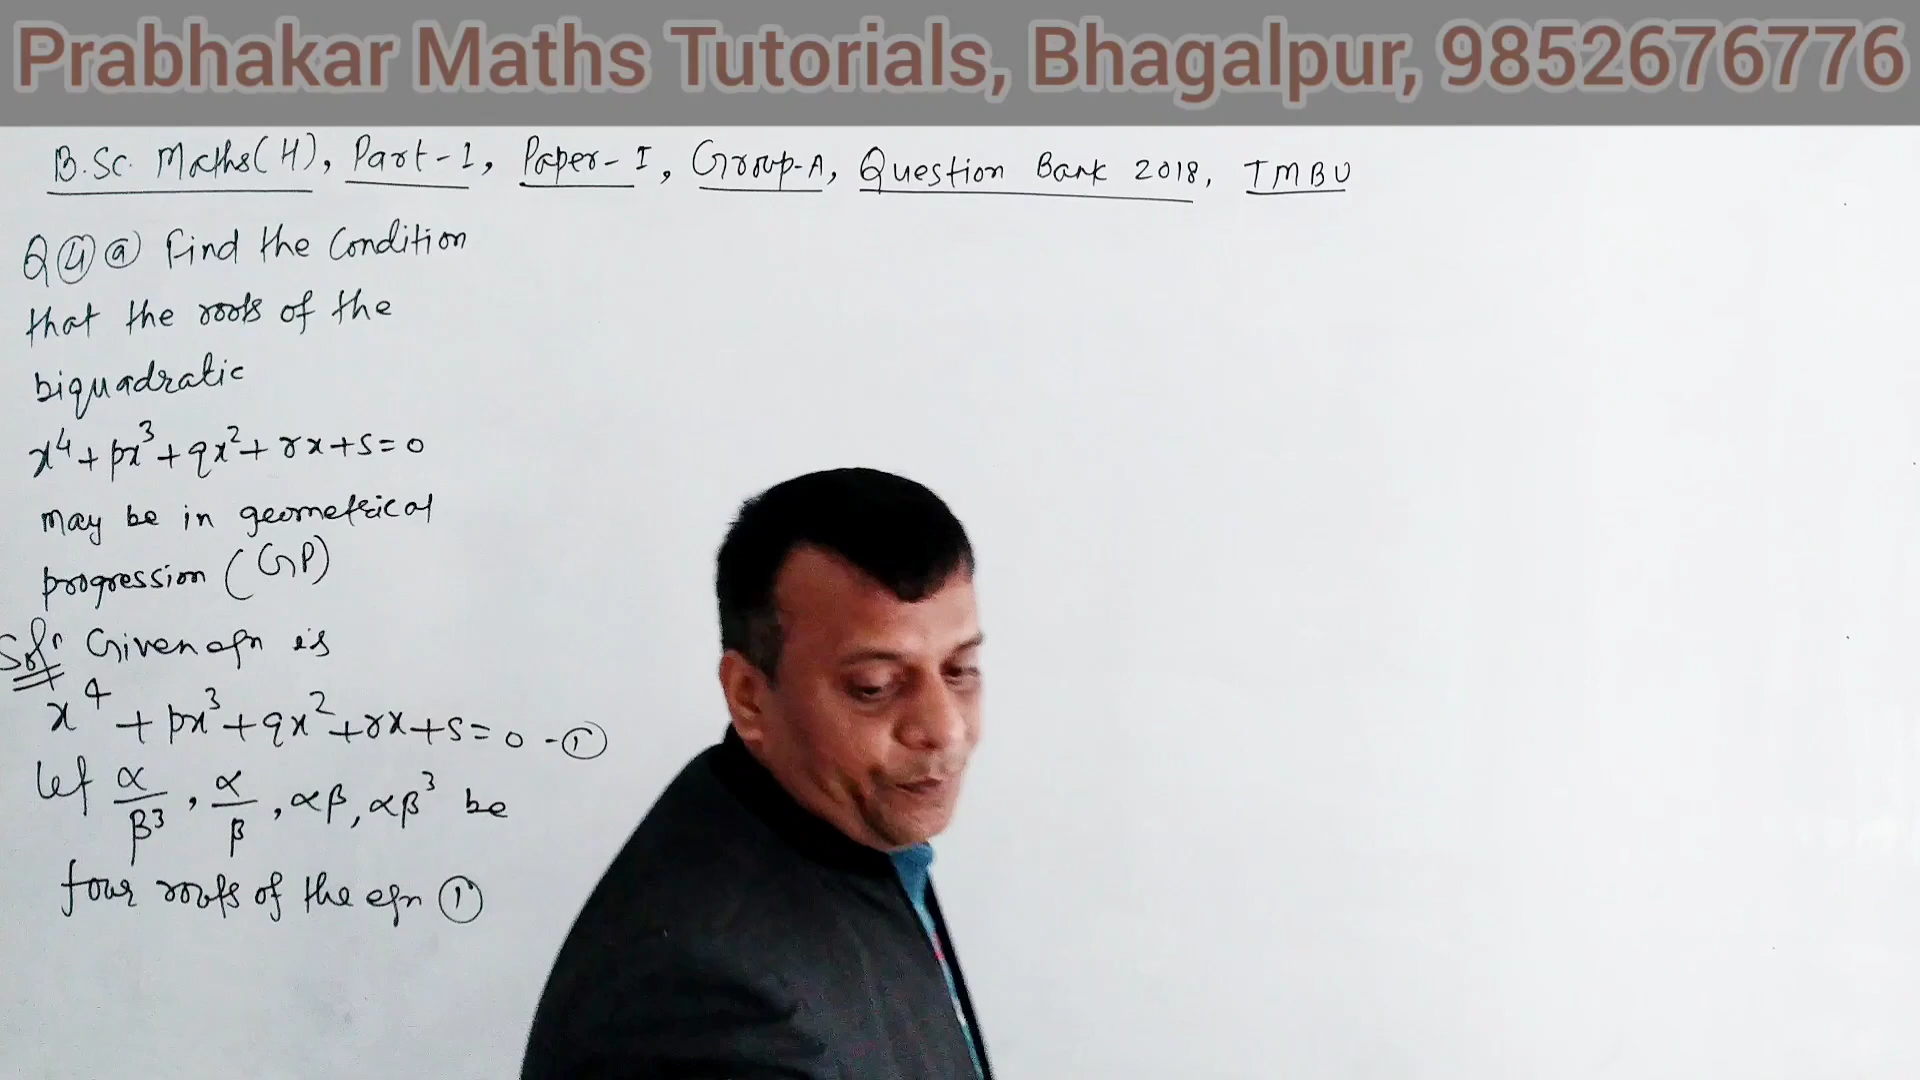 Prabhakar Maths Tutorials, Bhagalpur, 9852676776
B.Sc. Maths(H), Part-1, Paper-I, Group-A, Question Bank 2018, TMBU
Q ④ ⓐ Find the Condition
that the roots of the
biquadratic
x⁴+px³+qx²+rx+s=0
may be in geometrical
progression (GP)
Solⁿ Given eqn is
x⁴+px³+qx²+rx+s=0 -①
let α/β³, α/β, αβ, αβ³ be
four roots of the eqn ①